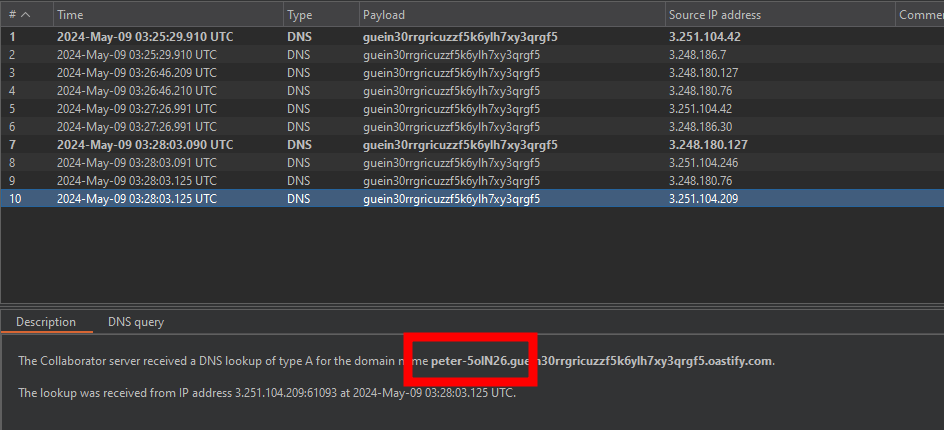 # Time Type Payload Source IP address Comme
1 2024-May-09 03:25:29.910 UTC DNS guein30rrgricuzzf5k6ylh7xy3qrgf5 3.251.104.42
2 2024-May-09 03:25:29.910 UTC DNS guein30rrgricuzzf5k6ylh7xy3qrgf5 3.248.186.7
3 2024-May-09 03:26:46.209 UTC DNS guein30rrgricuzzf5k6ylh7xy3qrgf5 3.248.180.127
4 2024-May-09 03:26:46.210 UTC DNS guein30rrgricuzzf5k6ylh7xy3qrgf5 3.248.180.76
5 2024-May-09 03:27:26.991 UTC DNS guein30rrgricuzzf5k6ylh7xy3qrgf5 3.251.104.42
6 2024-May-09 03:27:26.991 UTC DNS guein30rrgricuzzf5k6ylh7xy3qrgf5 3.248.186.30
7 2024-May-09 03:28:03.090 UTC DNS guein30rrgricuzzf5k6ylh7xy3qrgf5 3.248.180.127
8 2024-May-09 03:28:03.091 UTC DNS guein30rrgricuzzf5k6ylh7xy3qrgf5 3.251.104.246
9 2024-May-09 03:28:03.125 UTC DNS guein30rrgricuzzf5k6ylh7xy3qrgf5 3.248.180.76
10 2024-May-09 03:28:03.125 UTC DNS guein30rrgricuzzf5k6ylh7xy3qrgf5 3.251.104.209
Description DNS query
The Collaborator server received a DNS lookup of type A for the domain name peter-5olN26.guein30rrgricuzzf5k6ylh7xy3qrgf5.oastify.com.
The lookup was received from IP address 3.251.104.209:61093 at 2024-May-09 03:28:03.125 UTC.